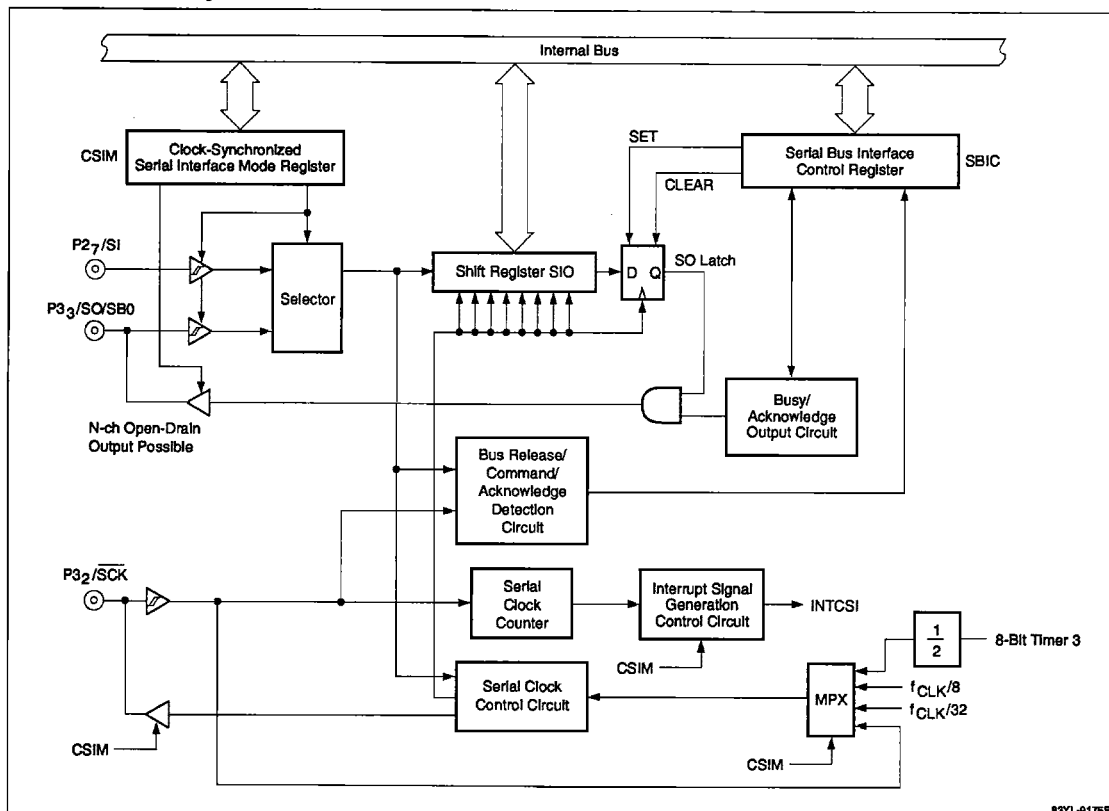 Internal Bus
CSIM
Clock-Synchronized
Serial Interface Mode Register
SET
CLEAR
Serial Bus Interface
Control Register
SBIC
P2₇/SI
P3₃/SO/SB0
Selector
Shift Register SIO
D Q
SO Latch
N-ch Open-Drain
Output Possible
Busy/
Acknowledge
Output Circuit
Bus Release/
Command/
Acknowledge
Detection
Circuit
P3₂/S̅C̅K̅
Serial
Clock
Counter
Interrupt Signal
Generation
Control Circuit
INTCSI
CSIM
1
2
8-Bit Timer 3
Serial Clock
Control Circuit
MPX
fCLK/8
fCLK/32
CSIM
CSIM